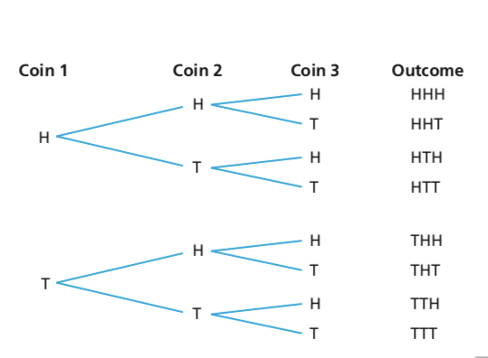 Coin 1 Coin 2 Coin 3 Outcome
H HHH
H
T HHT
H
H HTH
T
T HTT
H THH
H
T THT
T
H TTH
T
T TTT